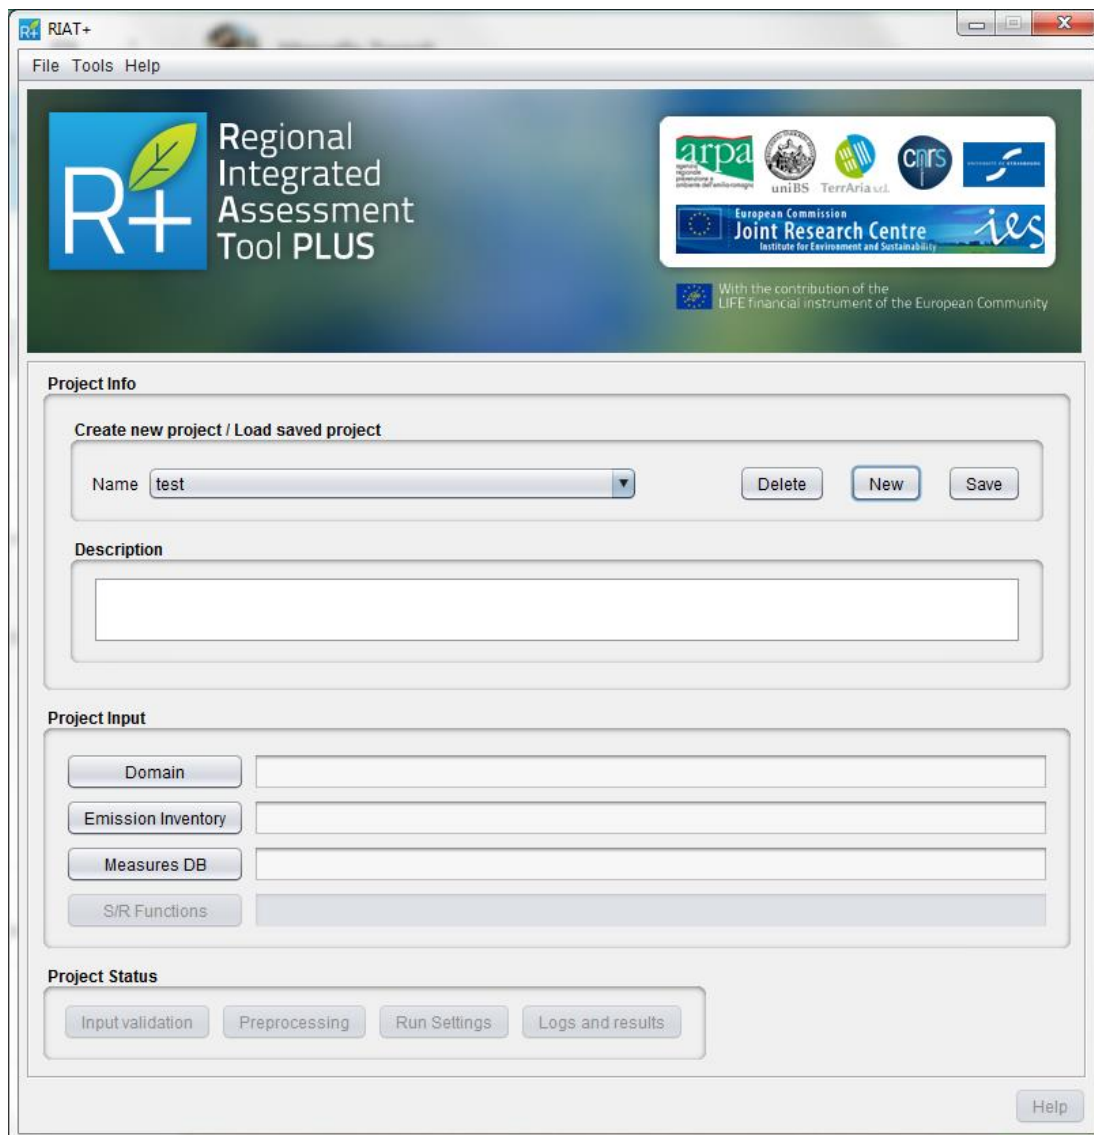 RIAT+
File Tools Help
R+
Regional
Integrated
Assessment
Tool PLUS
arpa
uniBS
TerrAria s.r.l.
cnrs
UNIVERSITY OF STRASBOURG
European Commission
Joint Research Centre
Institute for Environment and Sustainability
ies
With the contribution of the
LIFE financial instrument of the European Community
Project Info
Create new project / Load saved project
Name test Delete New Save
Description
Project Input
Domain
Emission Inventory
Measures DB
S/R Functions
Project Status
Input validation Preprocessing Run Settings Logs and results
Help